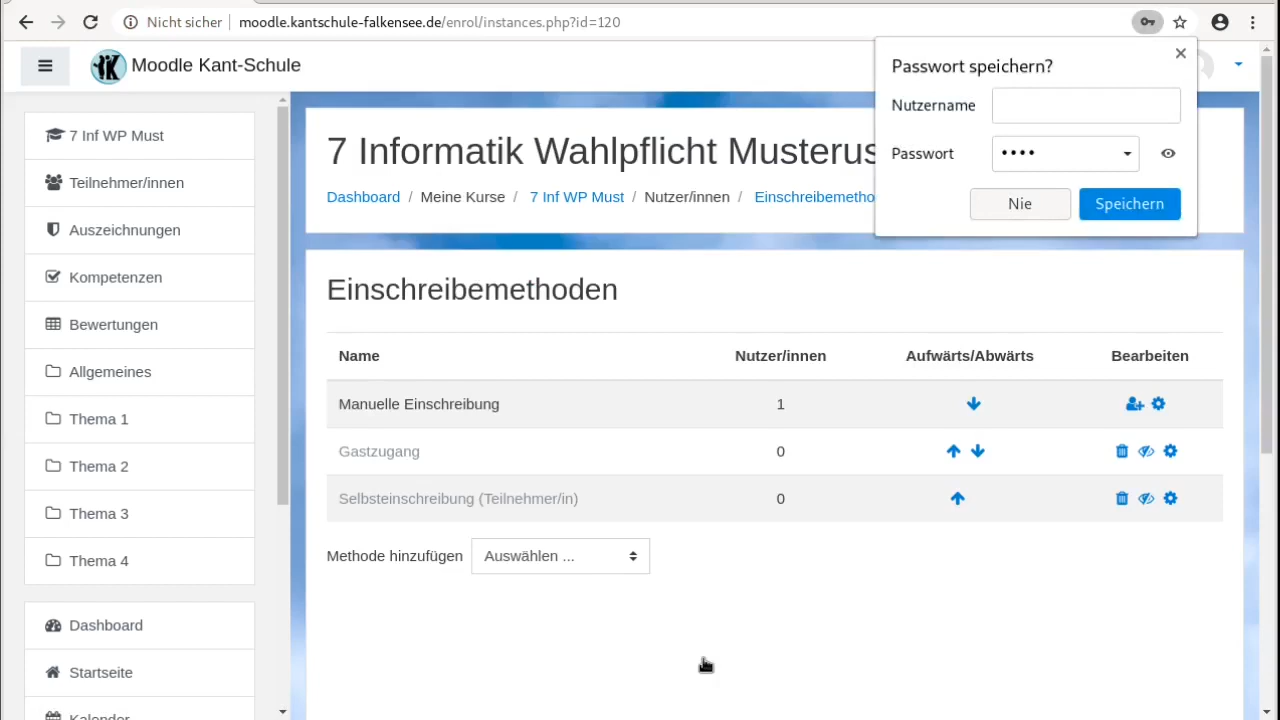 Nicht sicher moodle.kantschule-falkensee.de/enrol/instances.php?id=120
Moodle Kant-Schule
Passwort speichern?
Nutzername
Passwort ••••
Nie Speichern
7 Inf WP Must
Teilnehmer/innen
Auszeichnungen
Kompetenzen
Bewertungen
Allgemeines
Thema 1
Thema 2
Thema 3
Thema 4
Dashboard
Startseite
Kalender
7 Informatik Wahlpflicht Musterus
Dashboard / Meine Kurse / 7 Inf WP Must / Nutzer/innen / Einschreibemetho
Einschreibemethoden
Name Nutzer/innen Aufwärts/Abwärts Bearbeiten
Manuelle Einschreibung 1
Gastzugang 0
Selbsteinschreibung (Teilnehmer/in) 0
Methode hinzufügen Auswählen ...